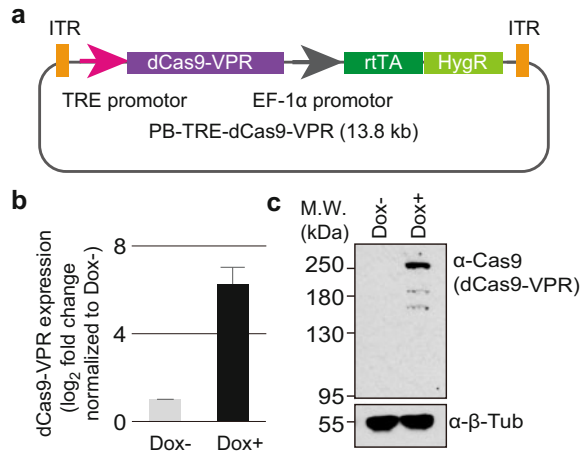 a
ITR
ITR
dCas9-VPR
rtTA
HygR
TRE promotor
EF-1α promotor
PB-TRE-dCas9-VPR (13.8 kb)
b
dCas9-VPR expression
(log2 fold change
normalized to Dox-)
8
6
4
2
0
Dox-
Dox+
c
M.W.
(kDa)
Dox-
Dox+
250
180
130
95
55
α-Cas9
(dCas9-VPR)
α-β-Tub